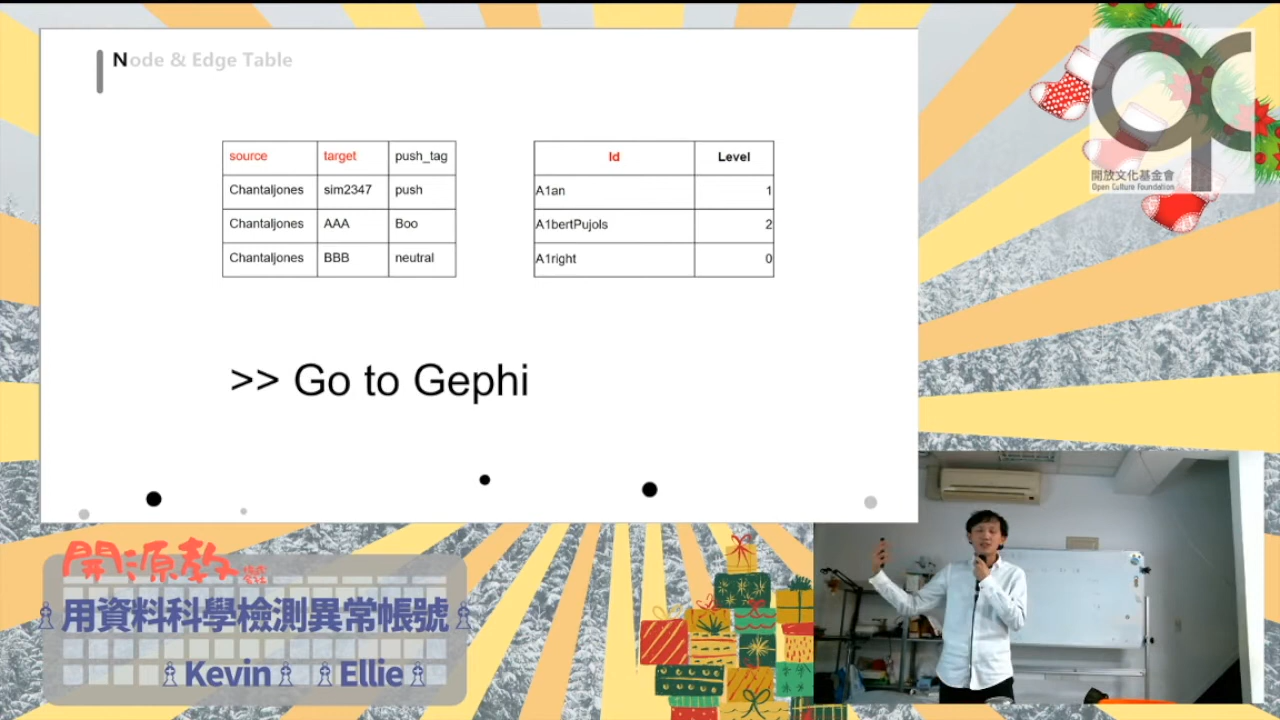 Node & Edge Table
source target push_tag
Chantaljones sim2347 push
Chantaljones AAA Boo
Chantaljones BBB neutral
Id Level
A1an 1
A1bertPujols 2
A1right 0
>> Go to Gephi
開放文化基金會
Open Culture Foundation
開源教
用資料科學檢測異常帳號
Kevin Ellie